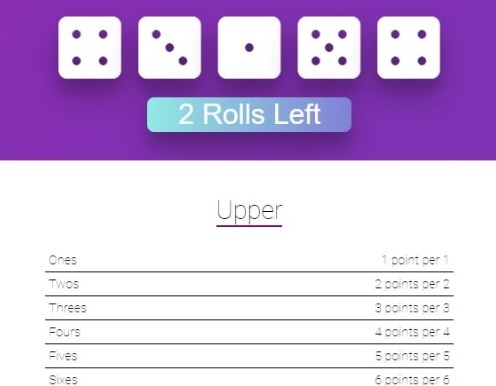 2 Rolls Left
Upper
Ones 1 point per 1
Twos 2 points per 2
Threes 3 points per 3
Fours 4 points per 4
Fives 5 points per 5
Sixes 6 points per 6